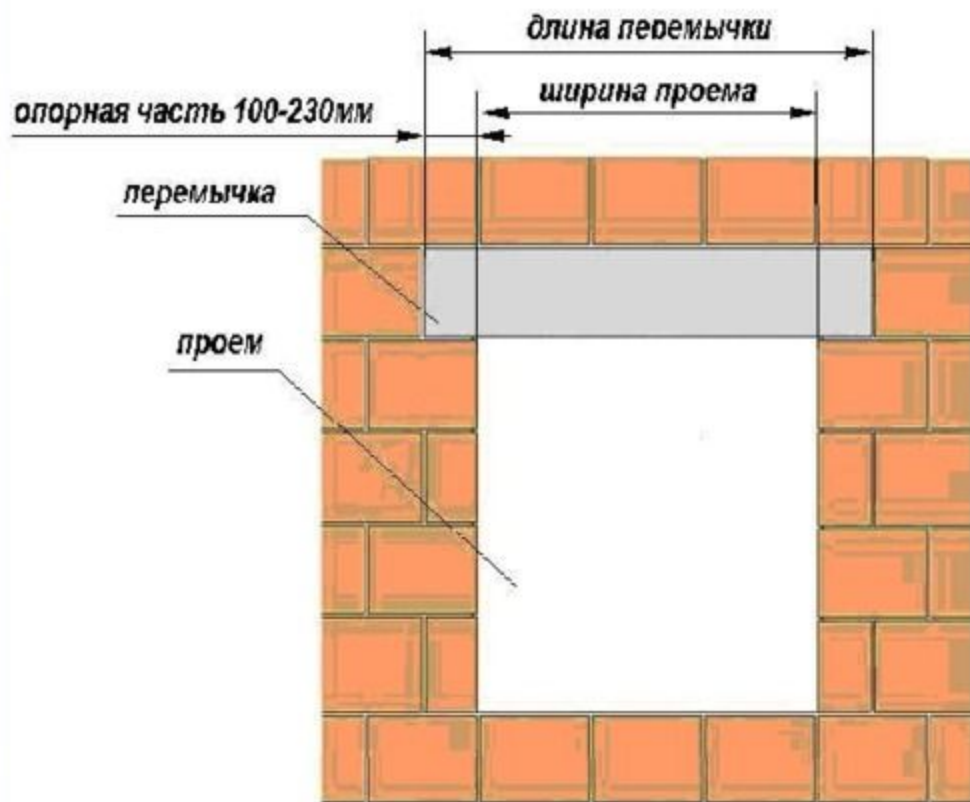 длина перемычки
ширина проема
опорная часть 100-230мм
перемычка
проем